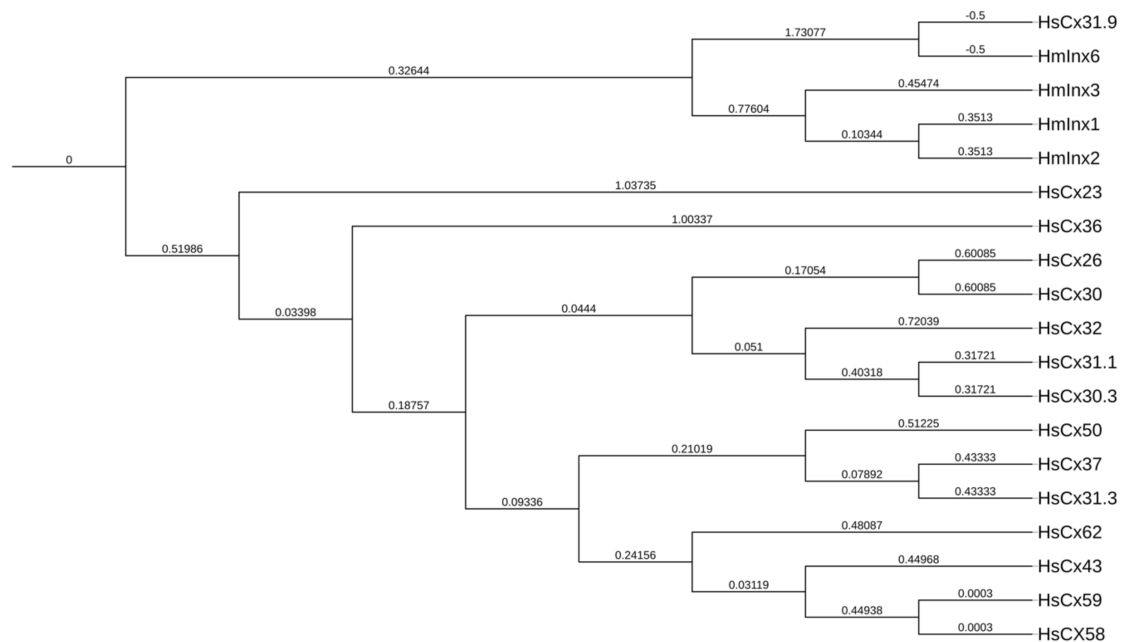 -0.5 HsCx31.9
1.73077
-0.5 HmInx6
0.32644
0.45474 HmInx3
0.77604
0.3513 HmInx1
0.10344
0.3513 HmInx2
0
1.03735 HsCx23
1.00337 HsCx36
0.51986
0.60085 HsCx26
0.17054
0.60085 HsCx30
0.03398
0.0444
0.72039 HsCx32
0.051
0.31721 HsCx31.1
0.40318
0.31721 HsCx30.3
0.18757
0.51225 HsCx50
0.21019
0.43333 HsCx37
0.07892
0.43333 HsCx31.3
0.09336
0.48087 HsCx62
0.24156
0.44968 HsCx43
0.03119
0.0003 HsCx59
0.44938
0.0003 HsCX58